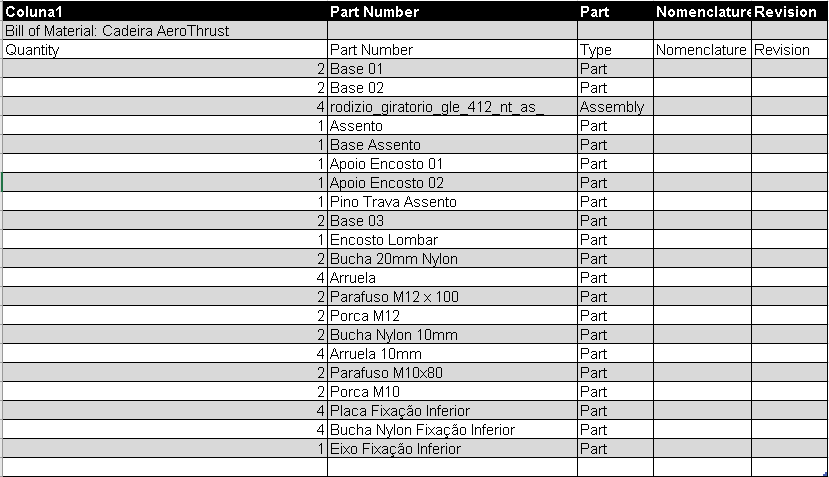 Coluna1 Part Number Part Nomenclature Revision
Bill of Material: Cadeira AeroThrust
Quantity Part Number Type Nomenclature Revision
2 Base 01 Part
2 Base 02 Part
4 rodizio_giratorio_gle_412_nt_as_ Assembly
1 Assento Part
1 Base Assento Part
1 Apoio Encosto 01 Part
1 Apoio Encosto 02 Part
1 Pino Trava Assento Part
2 Base 03 Part
1 Encosto Lombar Part
2 Bucha 20mm Nylon Part
4 Arruela Part
2 Parafuso M12 x 100 Part
2 Porca M12 Part
2 Bucha Nylon 10mm Part
4 Arruela 10mm Part
2 Parafuso M10x80 Part
2 Porca M10 Part
4 Placa Fixação Inferior Part
4 Bucha Nylon Fixação Inferior Part
1 Eixo Fixação Inferior Part